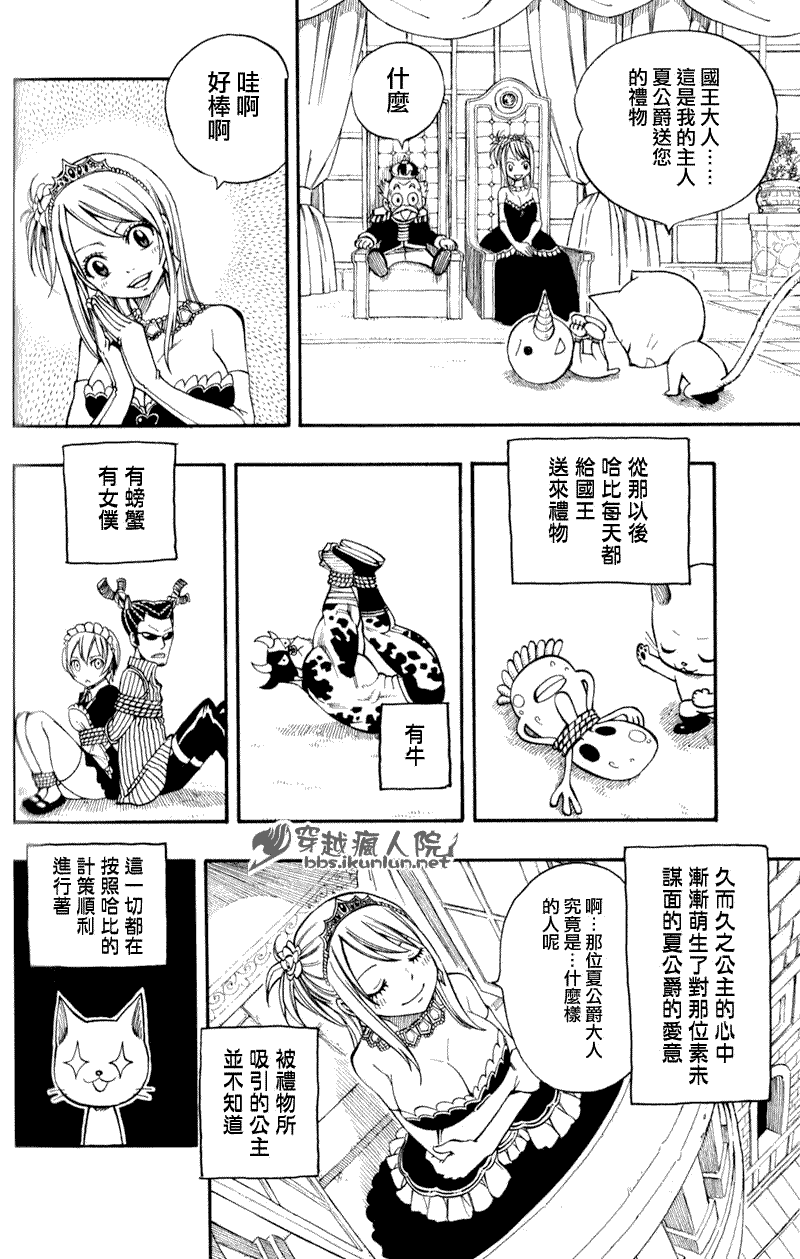 國王大人……
這是我的主人
夏公爵送您
的禮物
什麼
哇啊
好棒啊
從那以後
哈比每天都
給國王
送來禮物
有牛
有螃蟹
有女僕
久而久之公主的心中
漸漸萌生了對那位素未
謀面的夏公爵的愛意
啊…那位夏公爵大人
究竟是…什麼樣
的人呢
被禮物所
吸引的公主
並不知道
這一切都在
按照哈比的
計策順利
進行著
穿越瘋人院
bbs.ikunlun.net